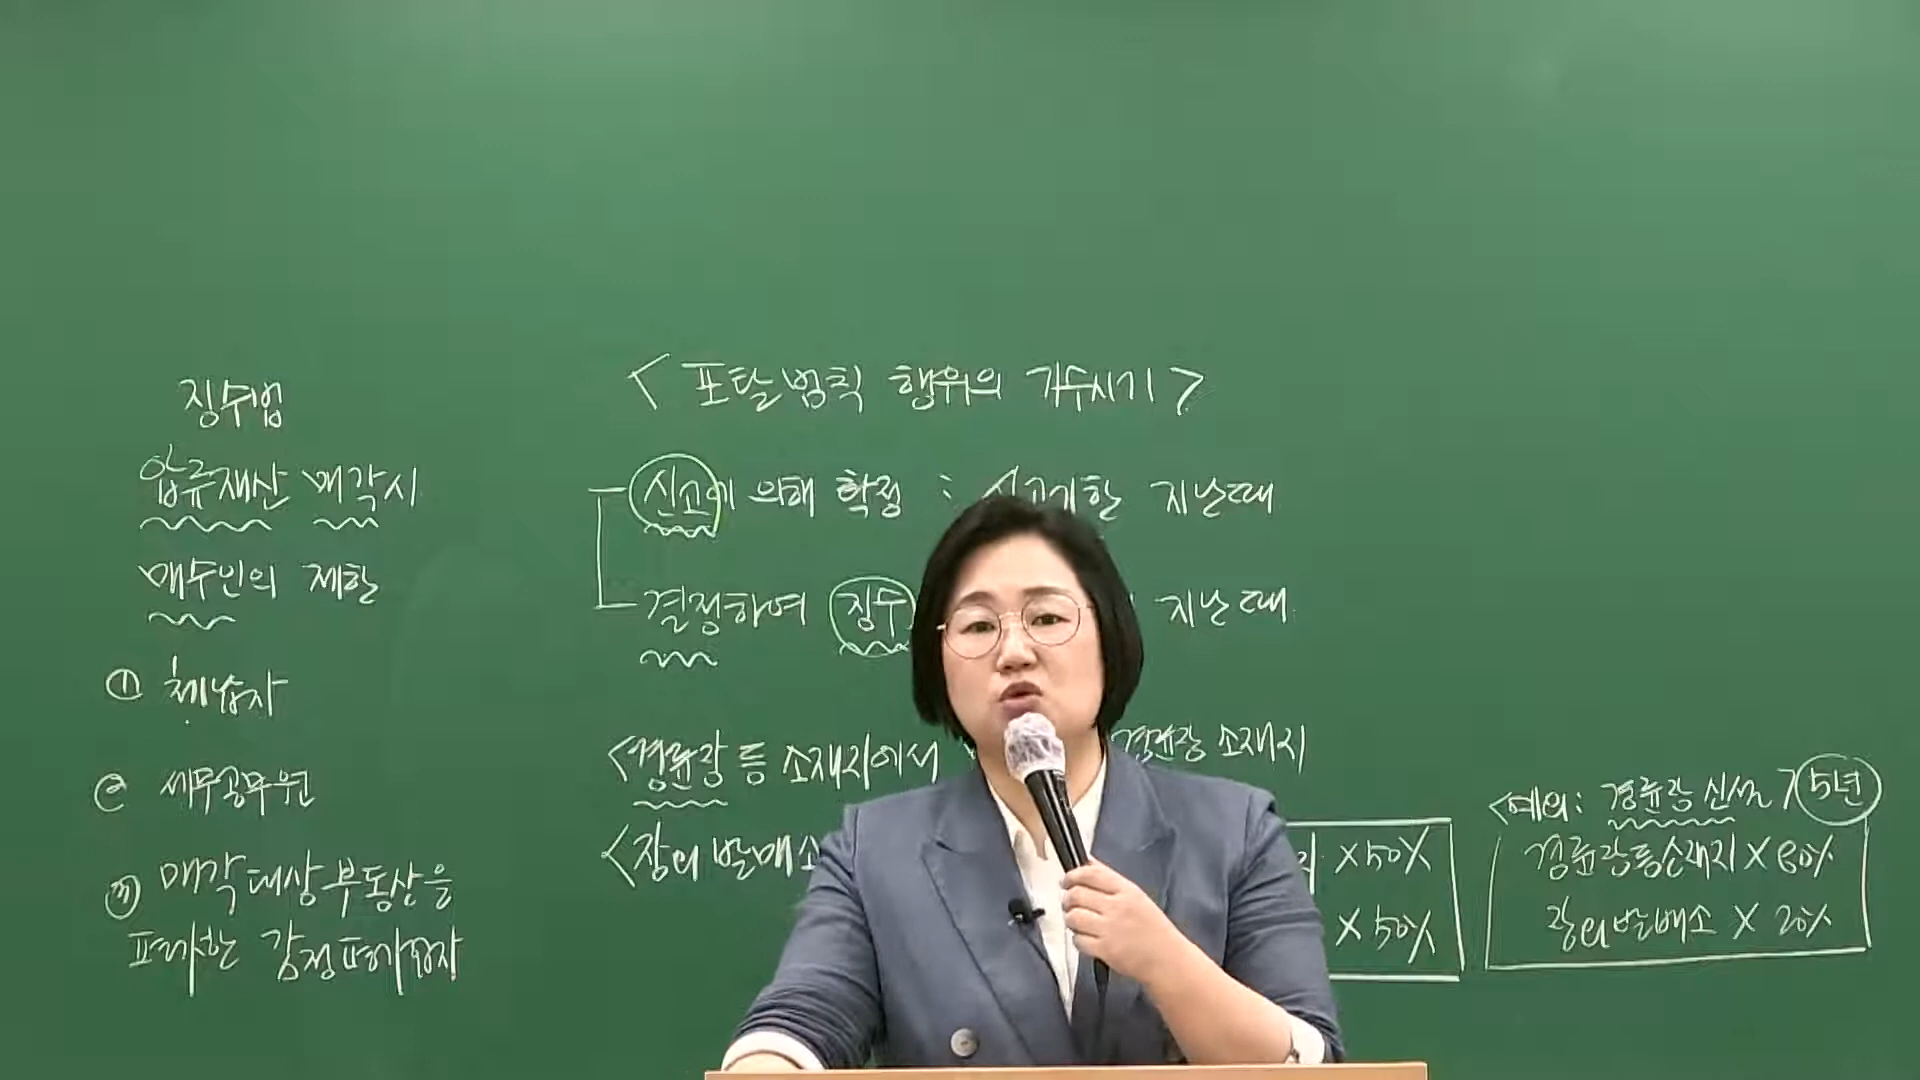 징수법
압류재산 매각시
매수인의 제한
① 체납자
② 세무공무원
③ 매각대상부동산을
평가한 감정평가업자
<포탈범칙 행위의 기수시기>
신고에 의해 확정 : 신고기한 지난때
결정하여 징수 지난때
<경륜장 등 소재지에서 경륜장 소재지
<장외발매소
×50%
×50%
<예외: 경륜장 신설 > 5년
경륜장등소재지×80%
장외발매소 × 20%